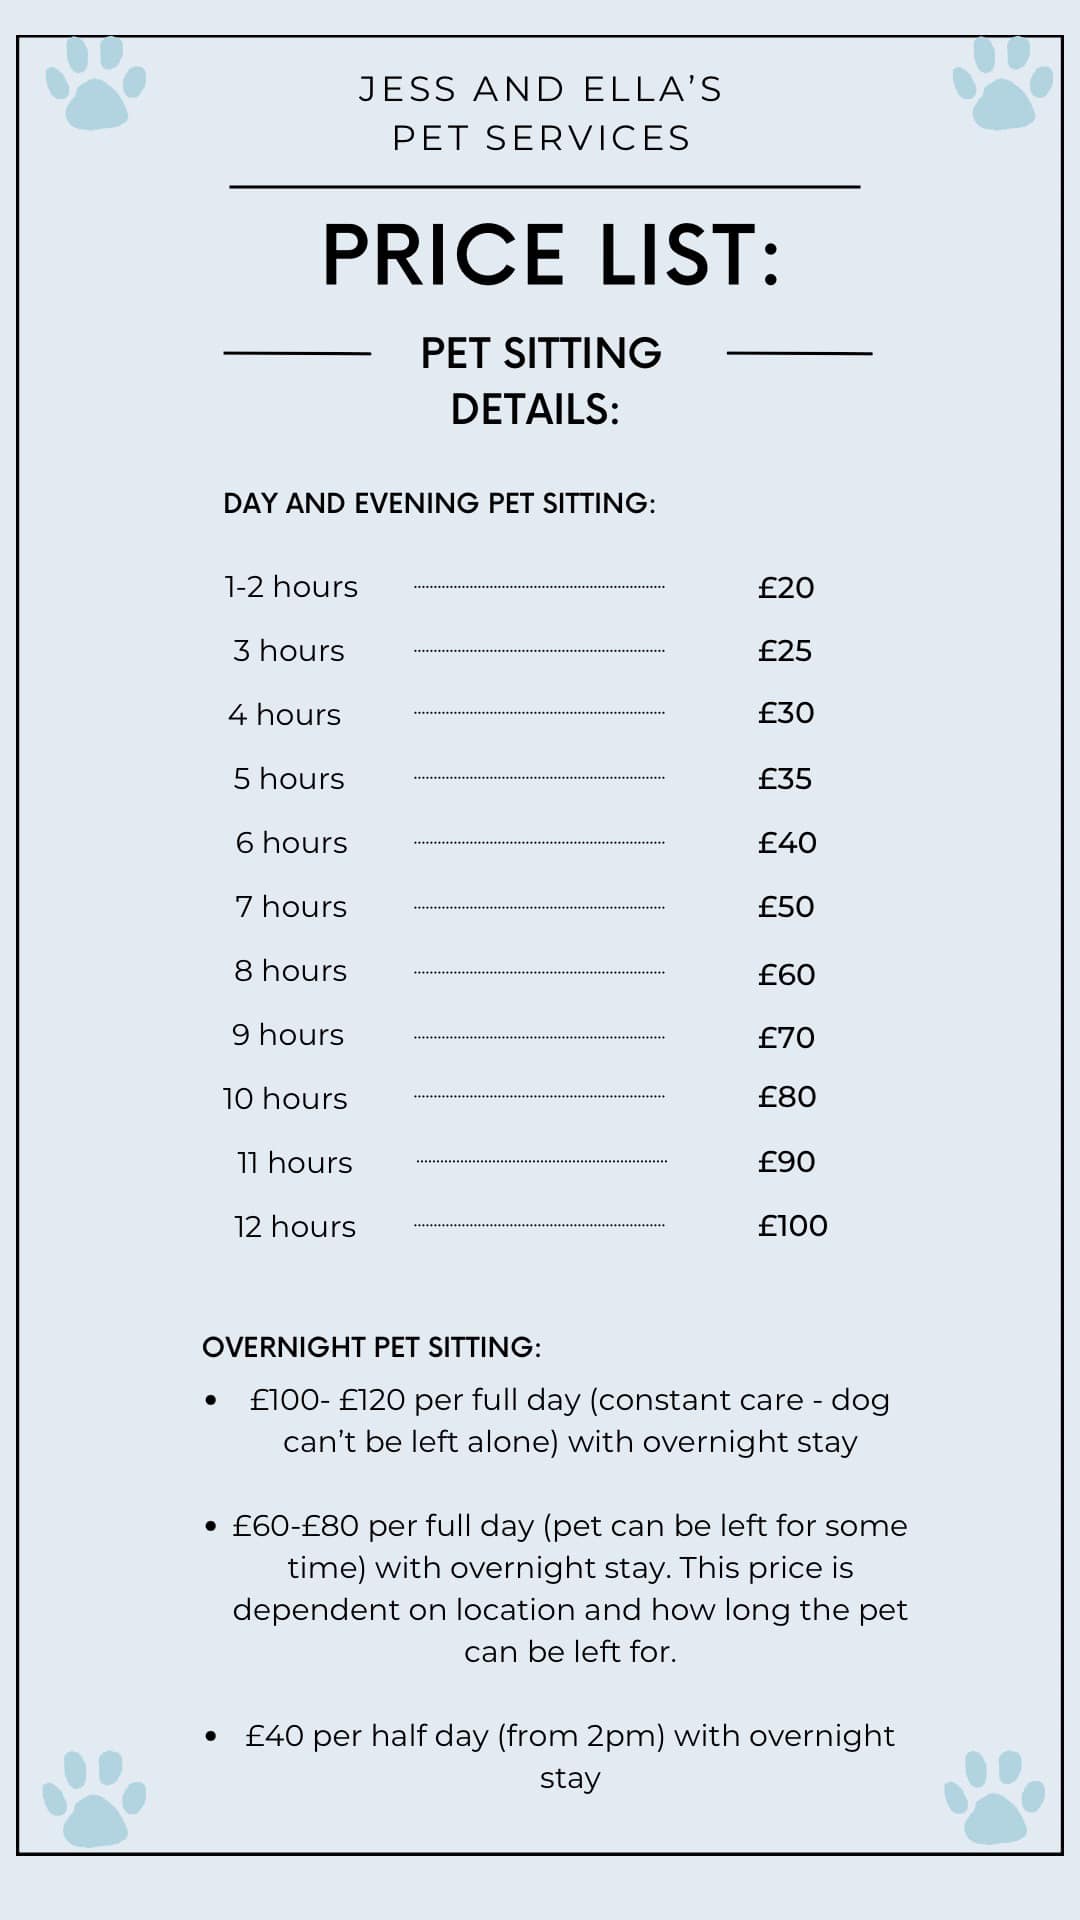 JESS AND ELLA’S
PET SERVICES
PRICE LIST:
PET SITTING
DETAILS:
DAY AND EVENING PET SITTING:
1-2 hours ........ £20
3 hours ........ £25
4 hours ........ £30
5 hours ........ £35
6 hours ........ £40
7 hours ........ £50
8 hours ........ £60
9 hours ........ £70
10 hours ........ £80
11 hours ........ £90
12 hours ........ £100
OVERNIGHT PET SITTING:
• £100- £120 per full day (constant care - dog
can’t be left alone) with overnight stay
• £60-£80 per full day (pet can be left for some
time) with overnight stay. This price is
dependent on location and how long the pet
can be left for.
• £40 per half day (from 2pm) with overnight
stay